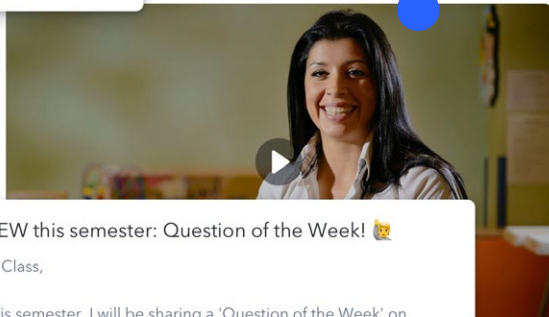 EW this semester: Question of the Week! 🙋
Class,
is semester, I will be sharing a 'Question of the Week' on